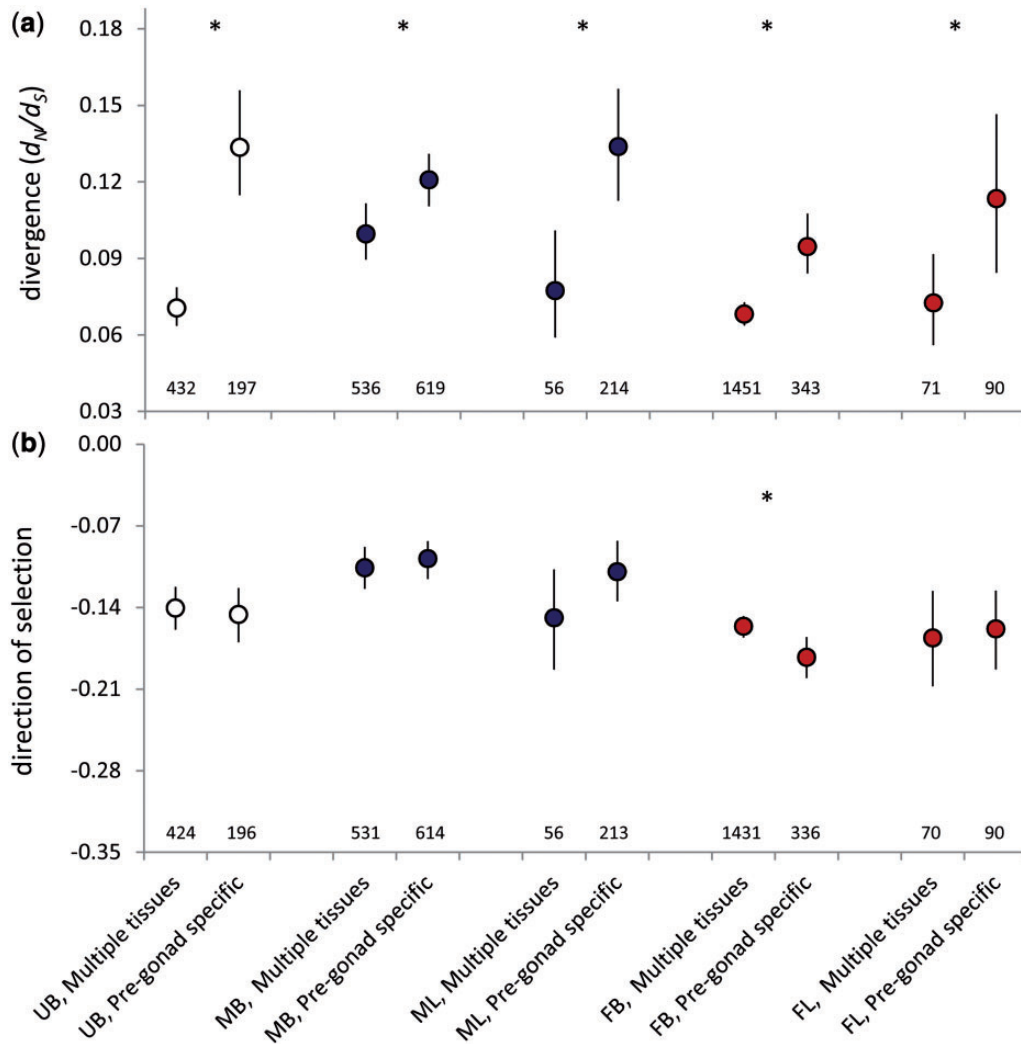 (a)
* * * * *
divergence (dN/dS)
0.18
0.15
0.12
0.09
0.06
0.03
432 197 536 619 56 214 1451 343 71 90
(b)
*
direction of selection
0.00
-0.07
-0.14
-0.21
-0.28
-0.35
424 196 531 614 56 213 1431 336 70 90
UB, Multiple tissues
UB, Pre-gonad specific
MB, Multiple tissues
MB, Pre-gonad specific
ML, Multiple tissues
ML, Pre-gonad specific
FB, Multiple tissues
FB, Pre-gonad specific
FL, Multiple tissues
FL, Pre-gonad specific